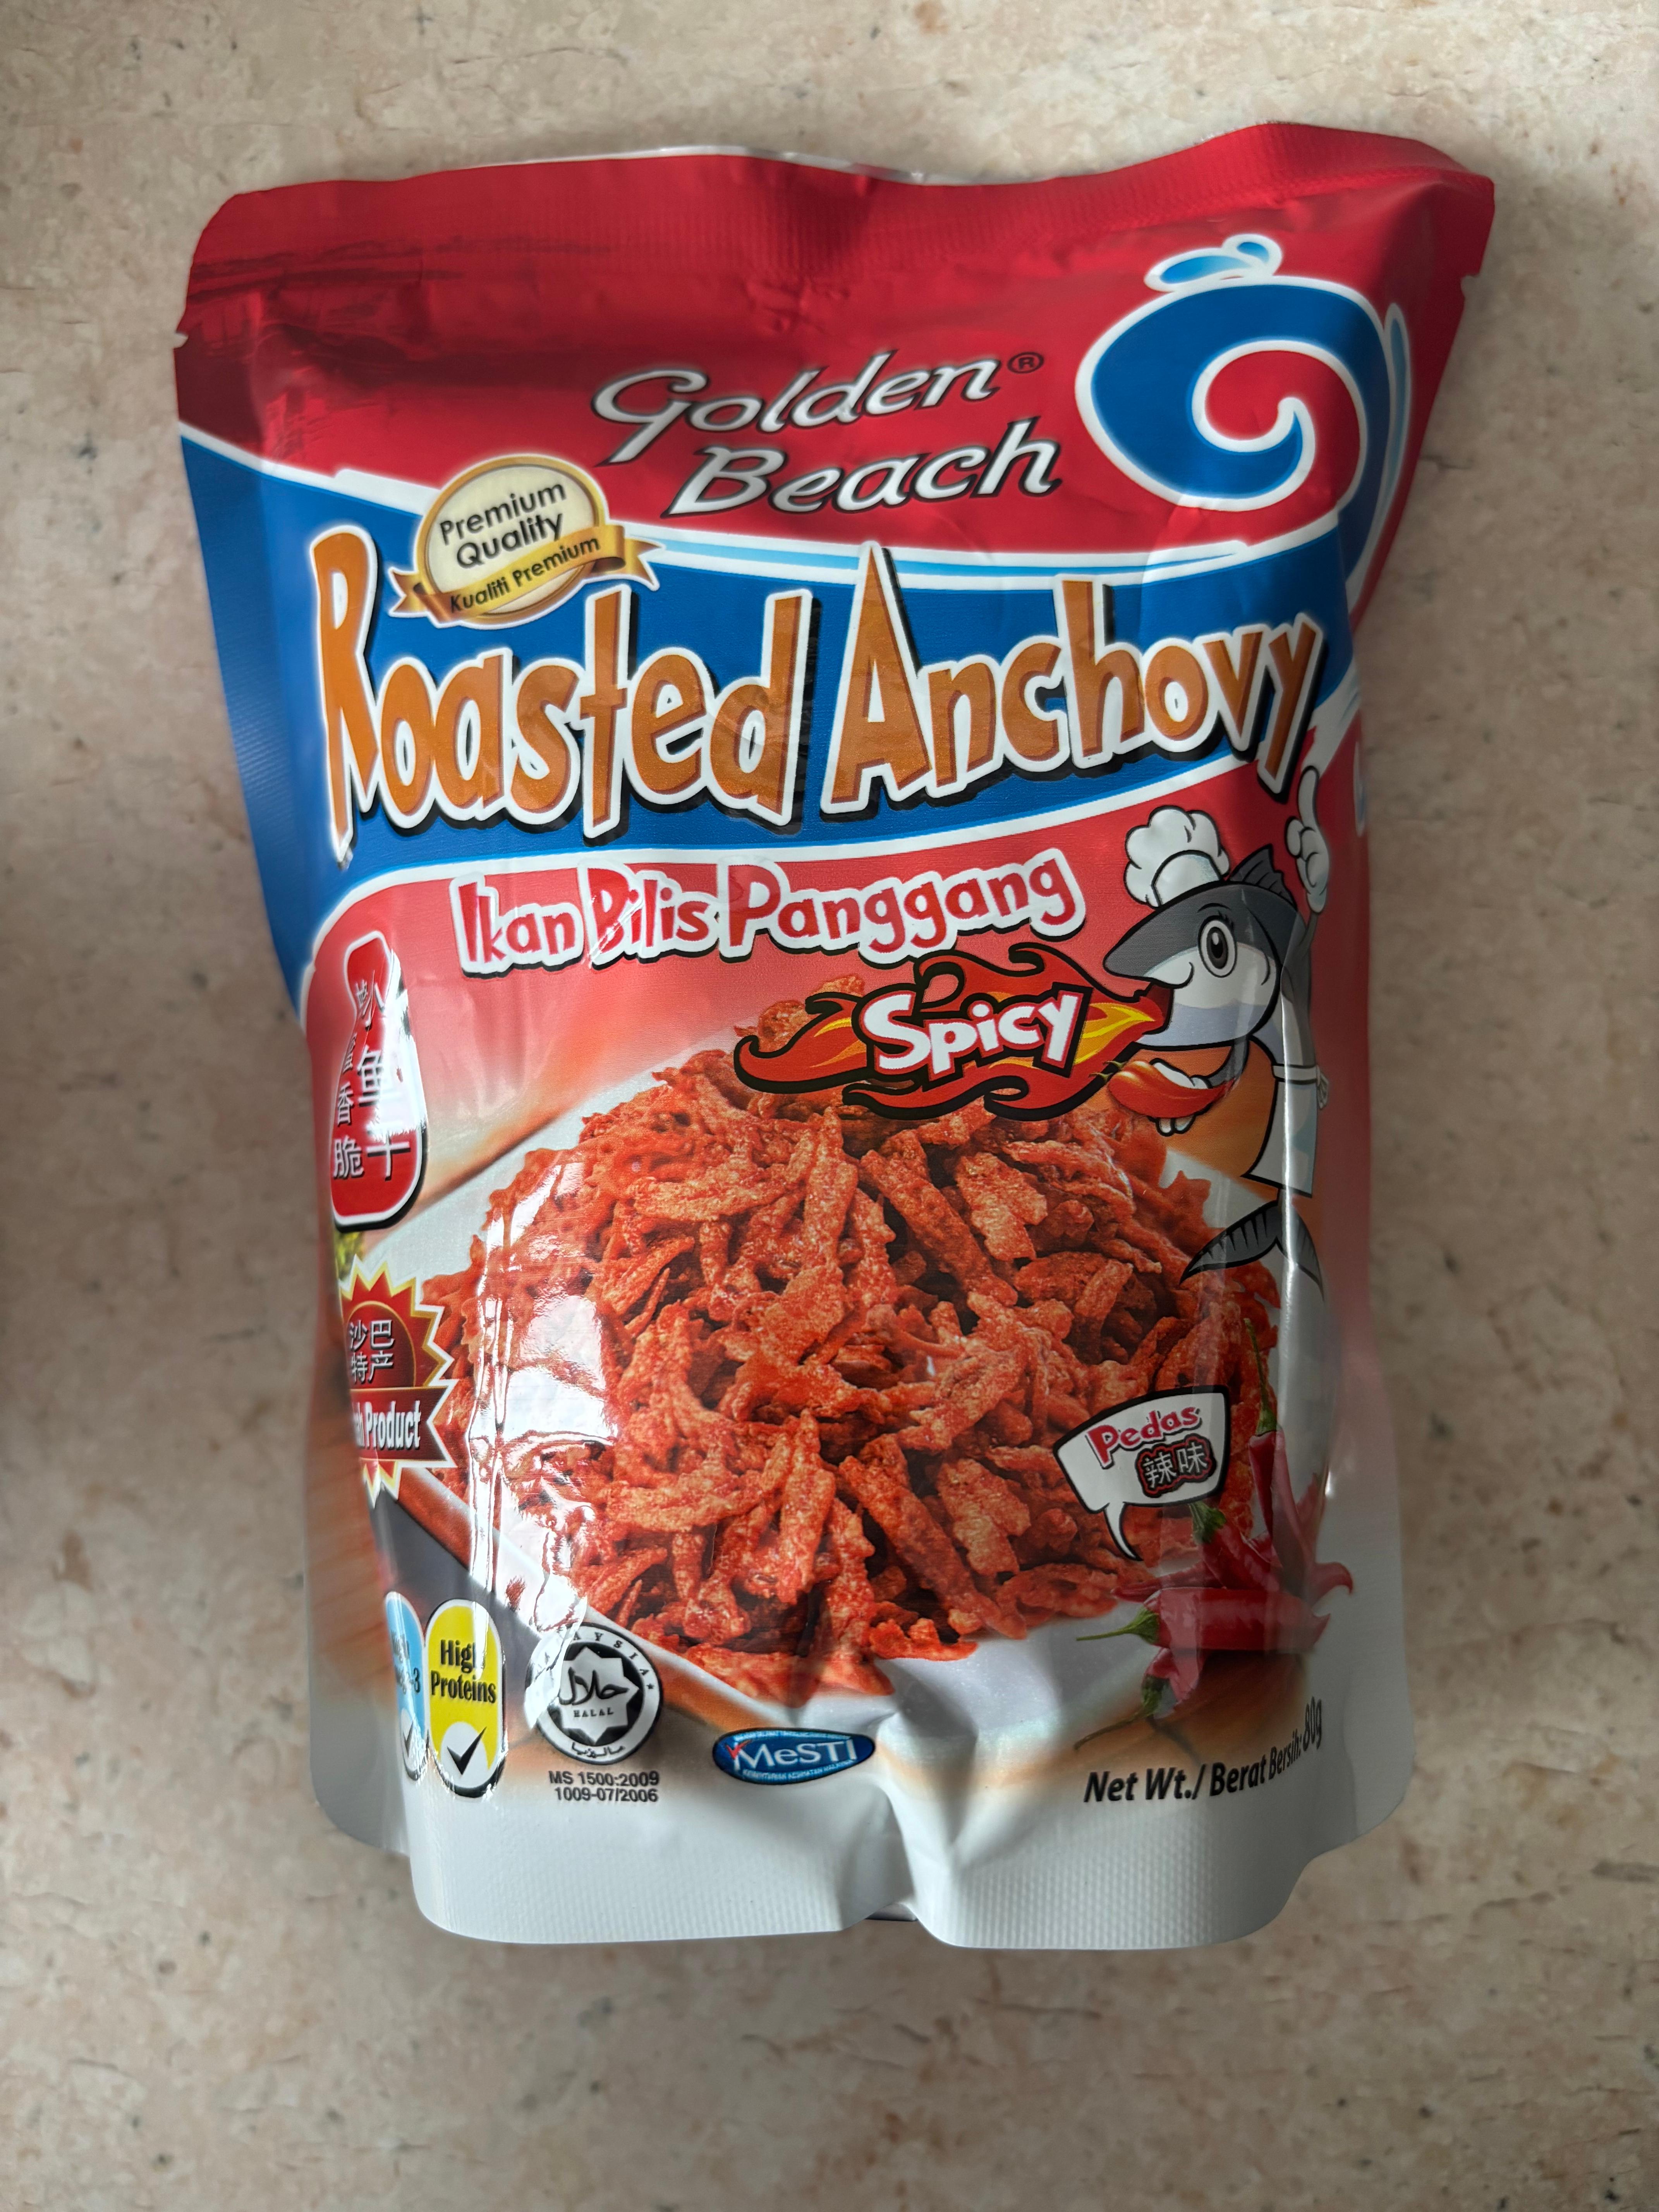 Golden®
Beach
Premium
Quality
Kualiti Premium
Roasted Anchovy
Ikan Bilis Panggang
Spicy
鱼
香
脆
沙巴
特产
Product
Pedas
辣味
High
Proteins
حلال
HALAL
MS 1500:2009
1009-07/2006
MeSTI
Net Wt./ Berat Bersih: 80g